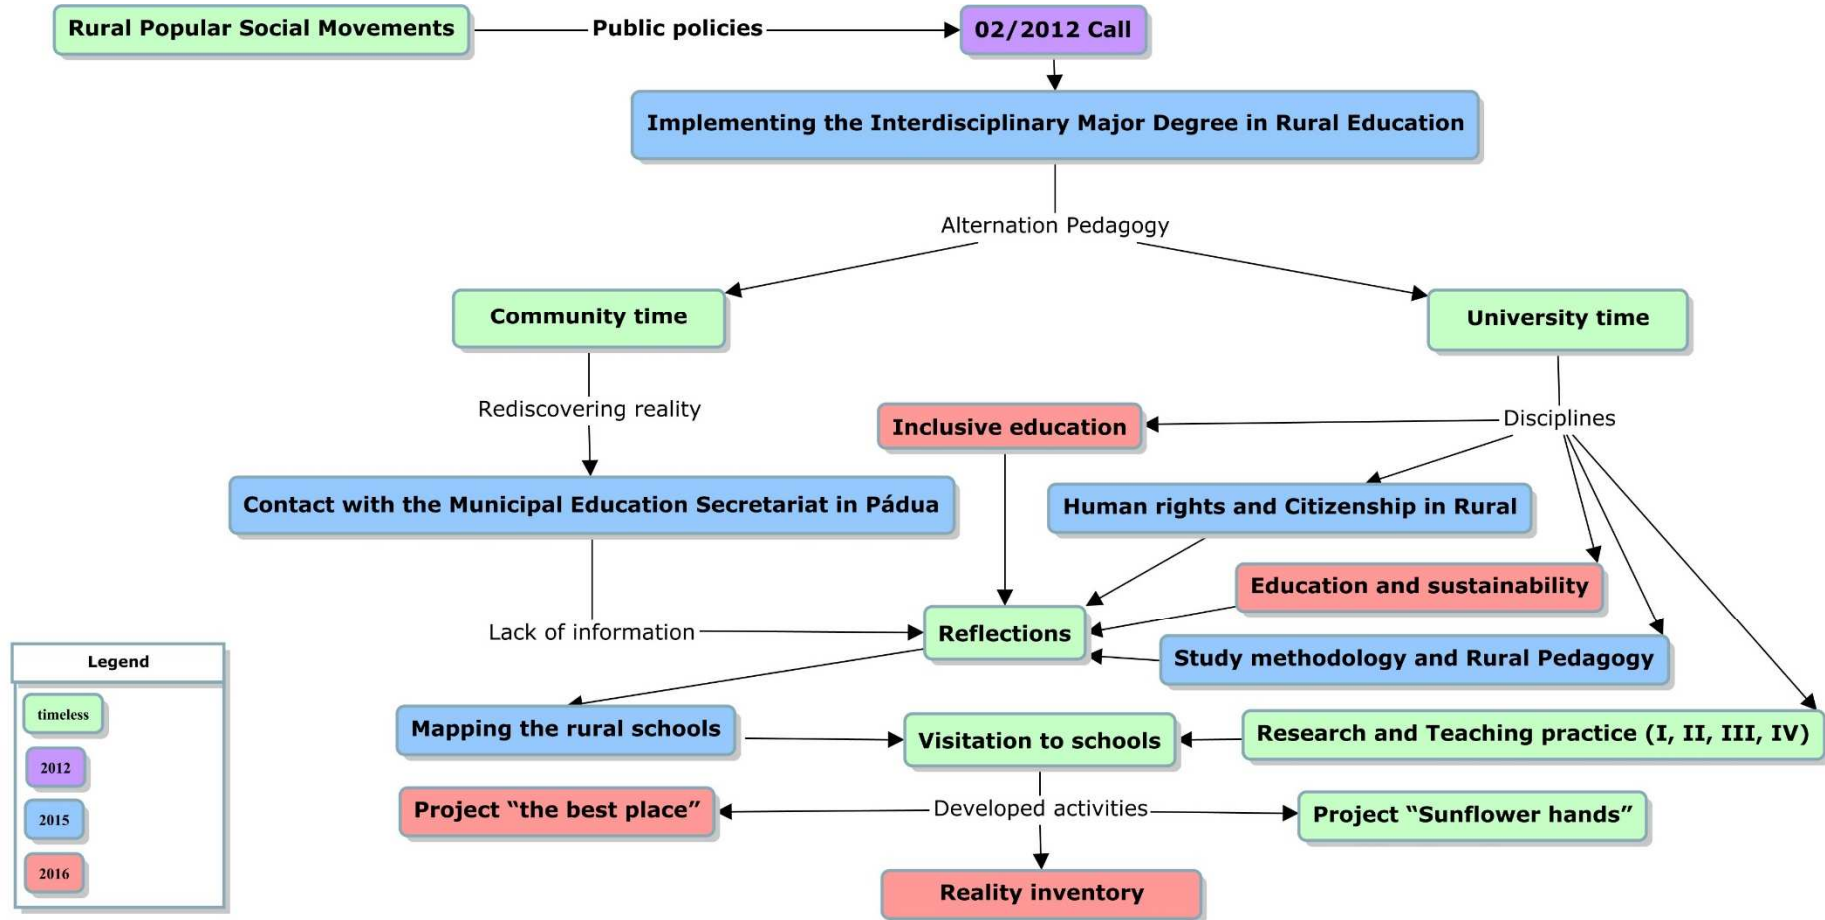 Rural Popular Social Movements
Public policies
02/2012 Call
Implementing the Interdisciplinary Major Degree in Rural Education
Alternation Pedagogy
Community time
University time
Rediscovering reality
Inclusive education
Disciplines
Contact with the Municipal Education Secretariat in Pádua
Human rights and Citizenship in Rural
Education and sustainability
Lack of information
Reflections
Study methodology and Rural Pedagogy
Mapping the rural schools
Visitation to schools
Research and Teaching practice (I, II, III, IV)
Project “the best place”
Developed activities
Project “Sunflower hands”
Reality inventory
Legend
timeless
2012
2015
2016